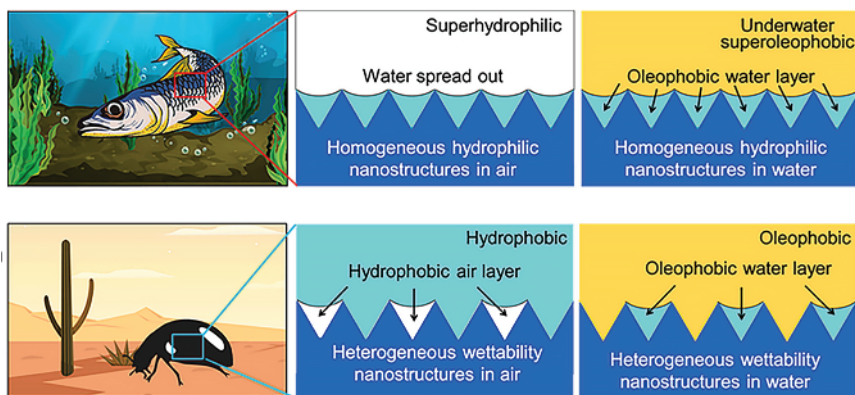 Superhydrophilic
Water spread out
Homogeneous hydrophilic
nanostructures in air
Underwater
superoleophobic
Oleophobic water layer
Homogeneous hydrophilic
nanostructures in water
Hydrophobic
Hydrophobic air layer
Heterogeneous wettability
nanostructures in air
Oleophobic
Oleophobic water layer
Heterogeneous wettability
nanostructures in water